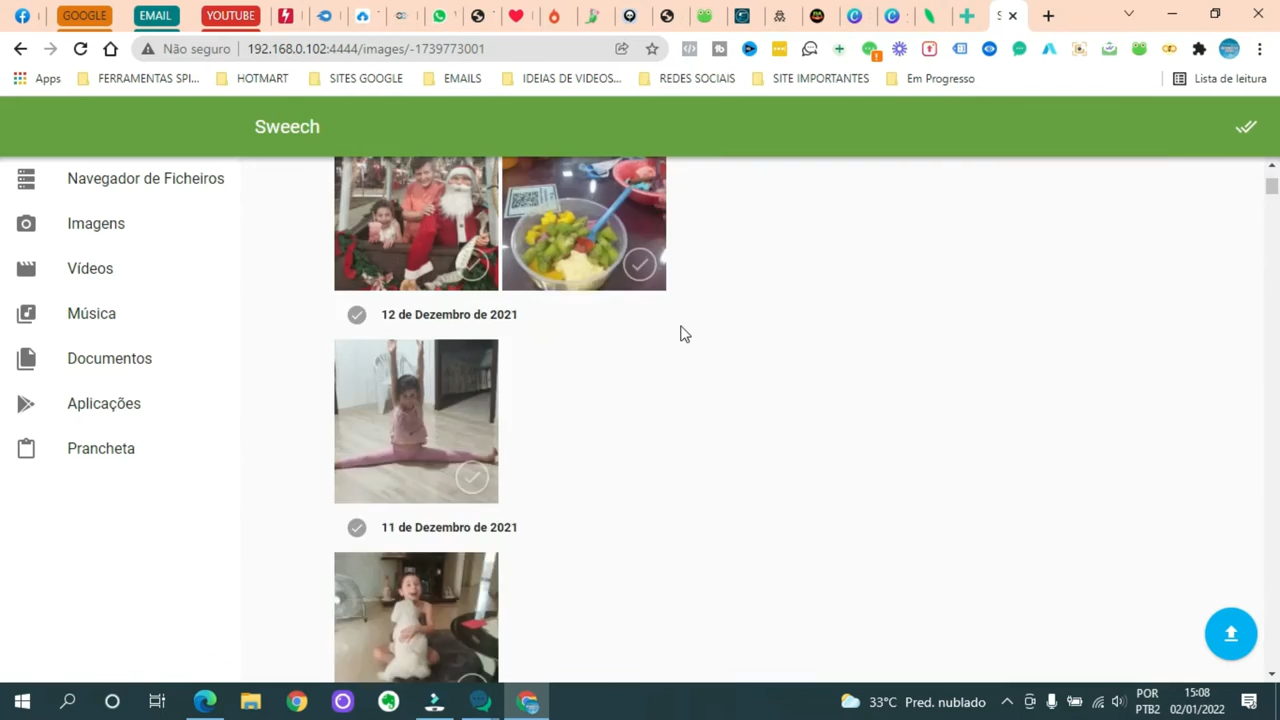 GOOGLE
EMAIL
YOUTUBE
S
Não seguro
192.168.0.102:4444/images/-1739773001
Apps
FERRAMENTAS SPI...
HOTMART
SITES GOOGLE
EMAILS
IDEIAS DE VIDEOS...
REDES SOCIAIS
SITE IMPORTANTES
Em Progresso
Lista de leitura
Sweech
Navegador de Ficheiros
Imagens
Vídeos
Música
Documentos
Aplicações
Prancheta
12 de Dezembro de 2021
11 de Dezembro de 2021
33°C Pred. nublado
POR
PTB2
15:08
02/01/2022